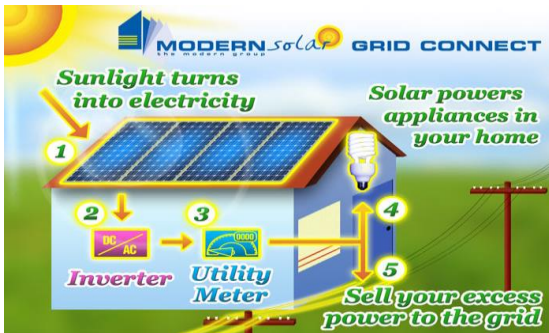 MODERN solar GRID CONNECT
the modern group
Sunlight turns
into electricity
Solar powers
appliances in
your home
1
2
3
4
DC
AC
0000
Inverter
Utility
Meter
5
Sell your excess
power to the grid